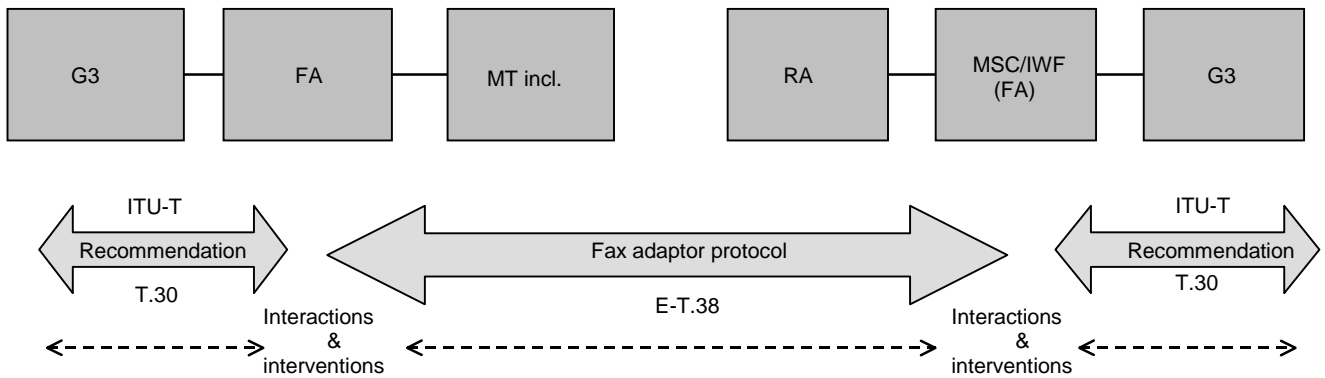 G3
FA
MT incl.
RA
MSC/IWF
(FA)
G3
ITU-T
Recommendation
T.30
Fax adaptor protocol
E-T.38
ITU-T
Recommendation
T.30
Interactions
&
interventions
Interactions
&
interventions